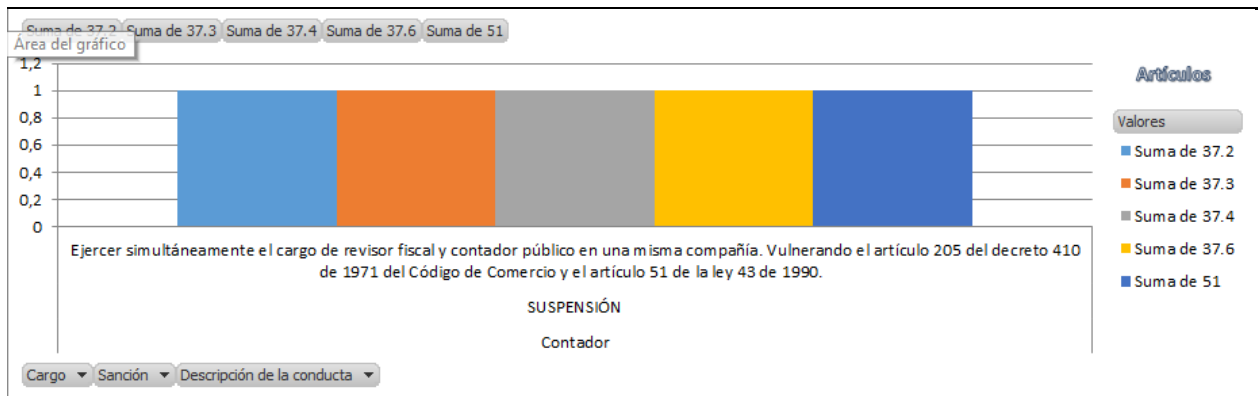 Suma de 37.2 Suma de 37.3 Suma de 37.4 Suma de 37.6 Suma de 51
Área del gráfico
1,2
1
0,8
0,6
0,4
0,2
0
Artículos
Valores
Suma de 37.2
Suma de 37.3
Suma de 37.4
Suma de 37.6
Suma de 51
Ejercer simultáneamente el cargo de revisor fiscal y contador público en una misma compañía. Vulnerando el artículo 205 del decreto 410
de 1971 del Código de Comercio y el artículo 51 de la ley 43 de 1990.
SUSPENSIÓN
Contador
Cargo Sanción Descripción de la conducta